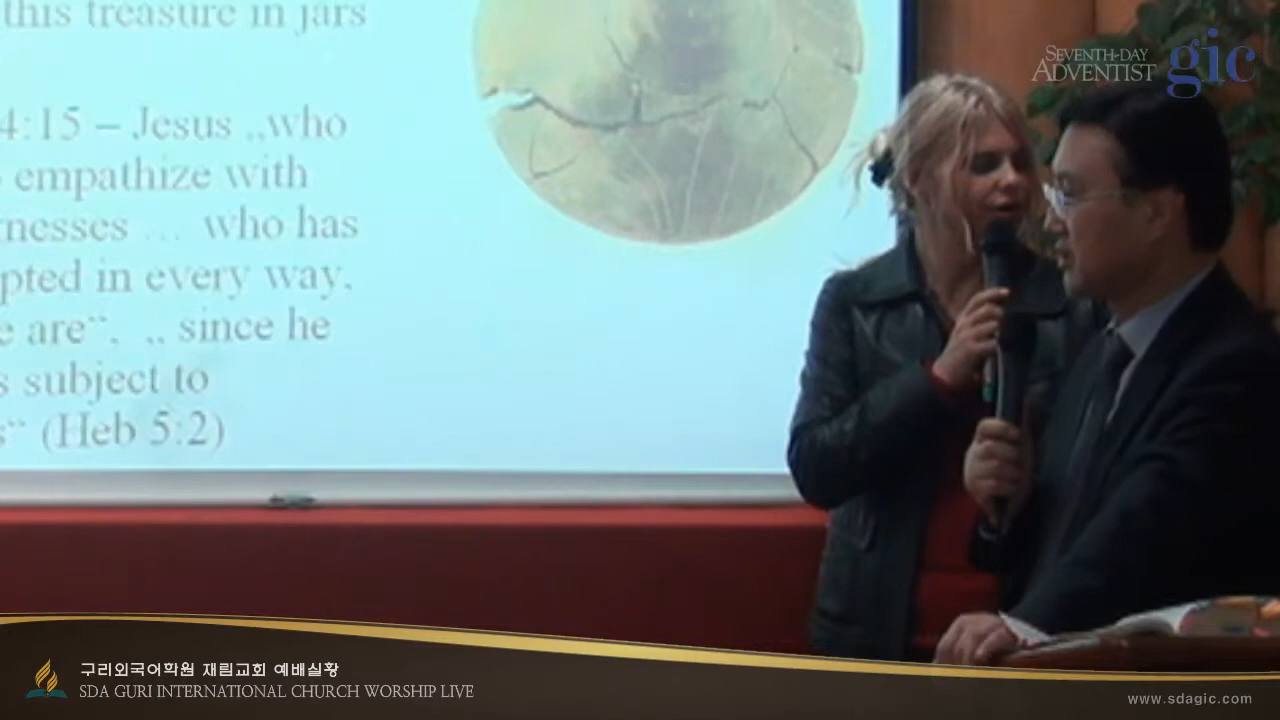 this treasure in jars
4:15 – Jesus „who
empathize with
nesses … who has
pted in every way,
e are“, „ since he
s subject to
s“ (Heb 5:2)
SEVENTH-DAY
ADVENTIST gic
구리외국어학원 재림교회 예배실황
SDA GURI INTERNATIONAL CHURCH WORSHIP LIVE
www.sdagic.com